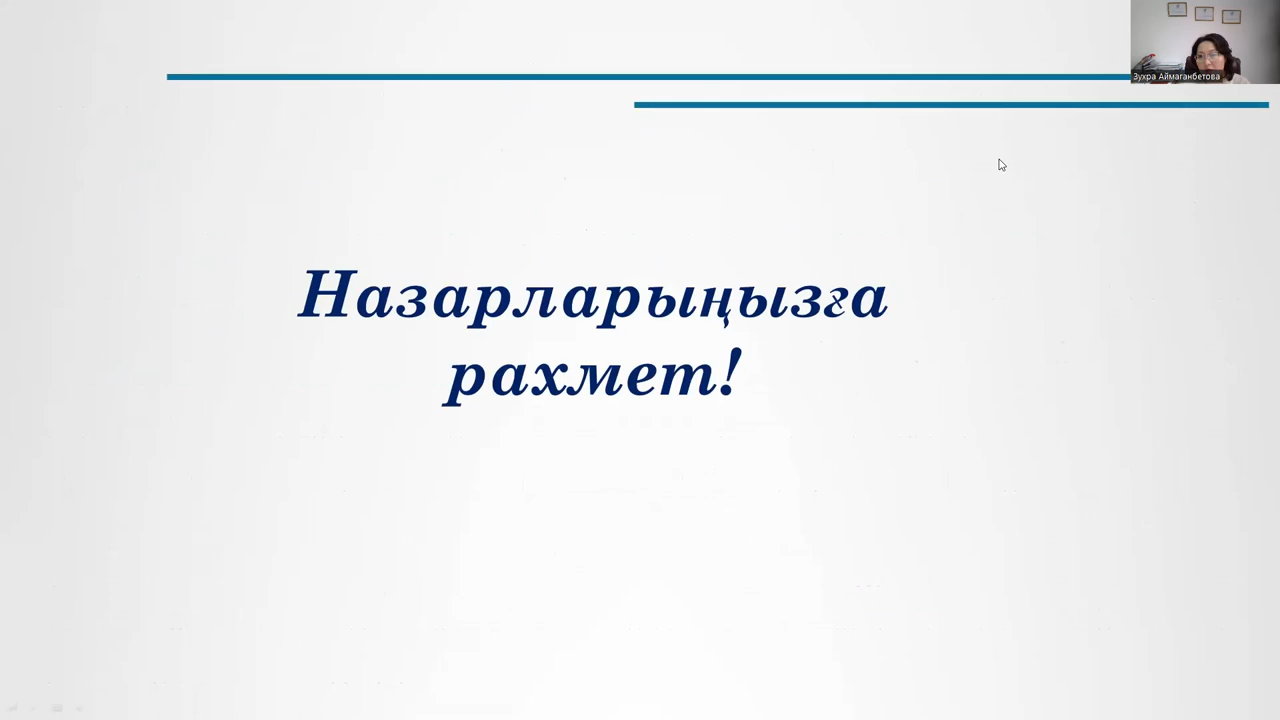 Зухра Аймаганбетова
Назарларыңызға
рахмет!